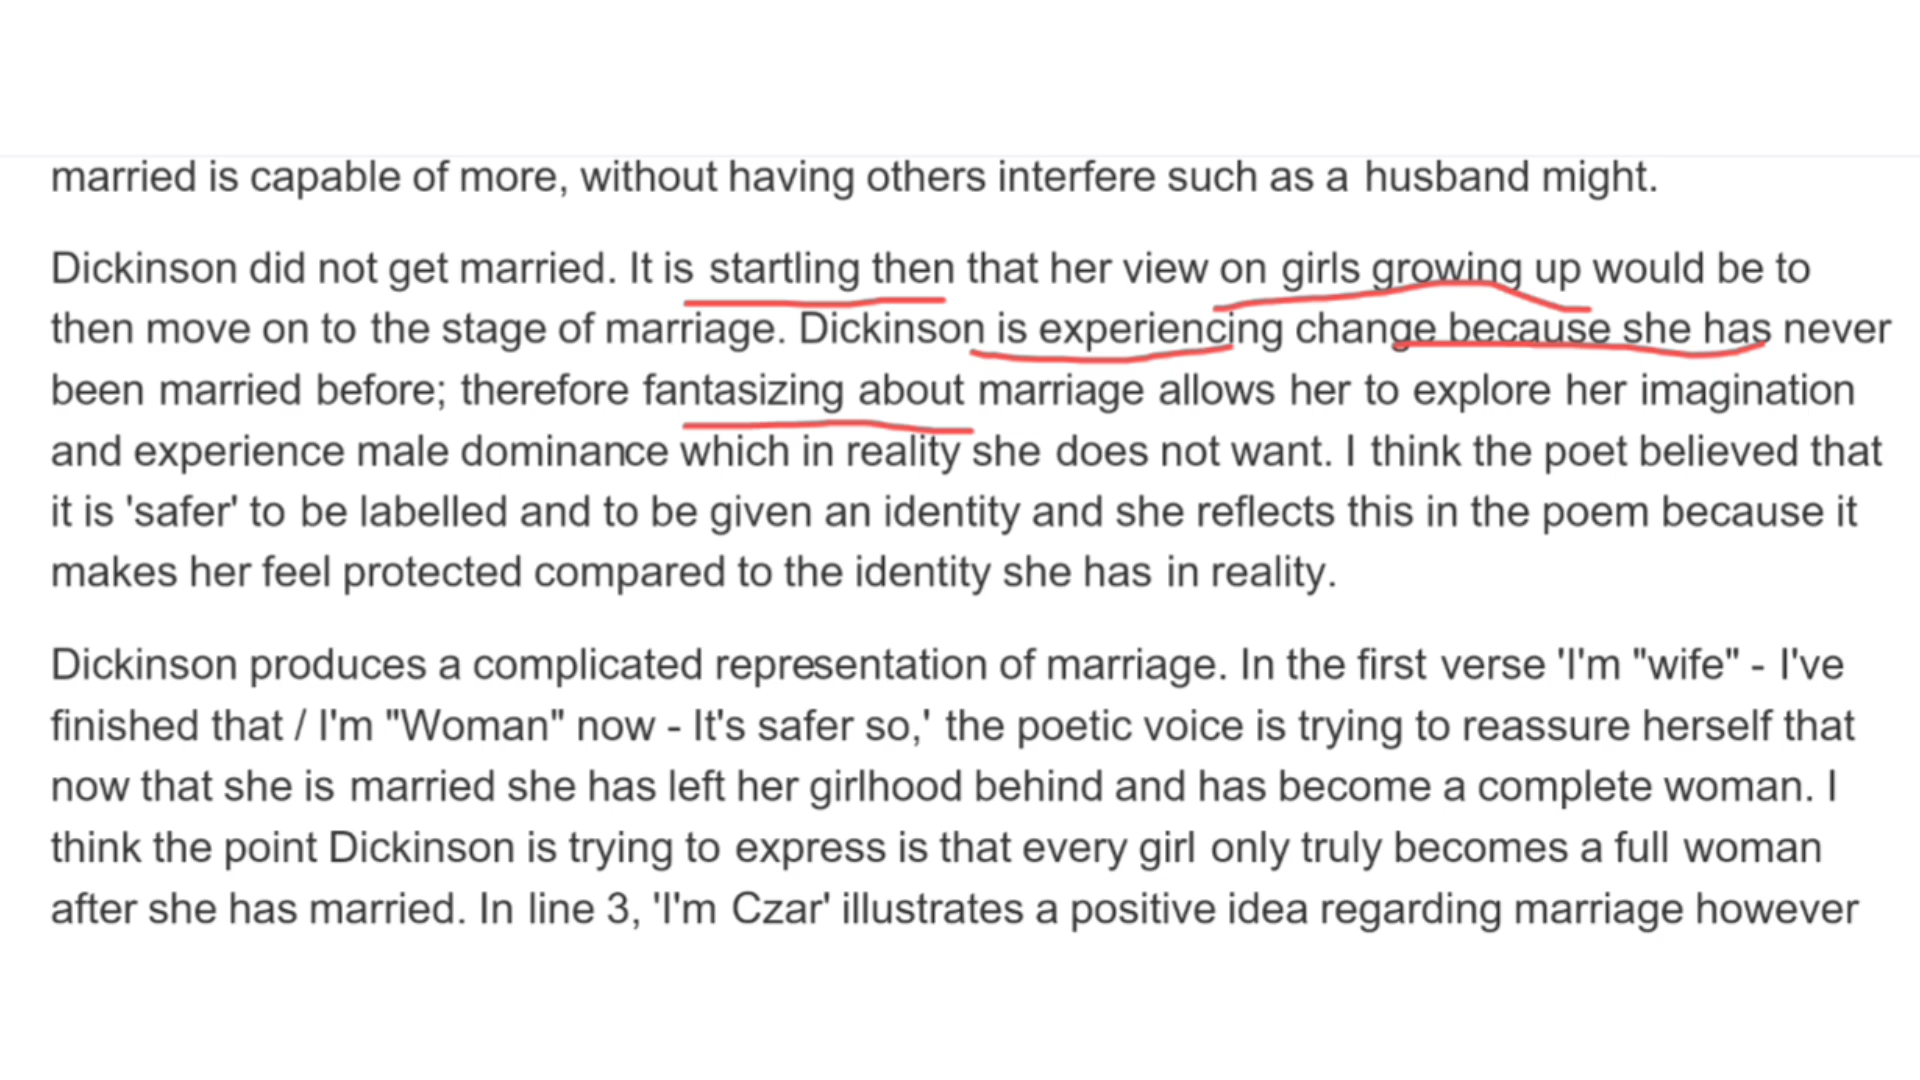 married is capable of more, without having others interfere such as a husband might.
Dickinson did not get married. It is startling then that her view on girls growing up would be to
then move on to the stage of marriage. Dickinson is experiencing change because she has never
been married before; therefore fantasizing about marriage allows her to explore her imagination
and experience male dominance which in reality she does not want. I think the poet believed that
it is 'safer' to be labelled and to be given an identity and she reflects this in the poem because it
makes her feel protected compared to the identity she has in reality.
Dickinson produces a complicated representation of marriage. In the first verse 'I'm "wife" - I've
finished that / I'm "Woman" now - It's safer so,' the poetic voice is trying to reassure herself that
now that she is married she has left her girlhood behind and has become a complete woman. I
think the point Dickinson is trying to express is that every girl only truly becomes a full woman
after she has married. In line 3, 'I'm Czar' illustrates a positive idea regarding marriage however